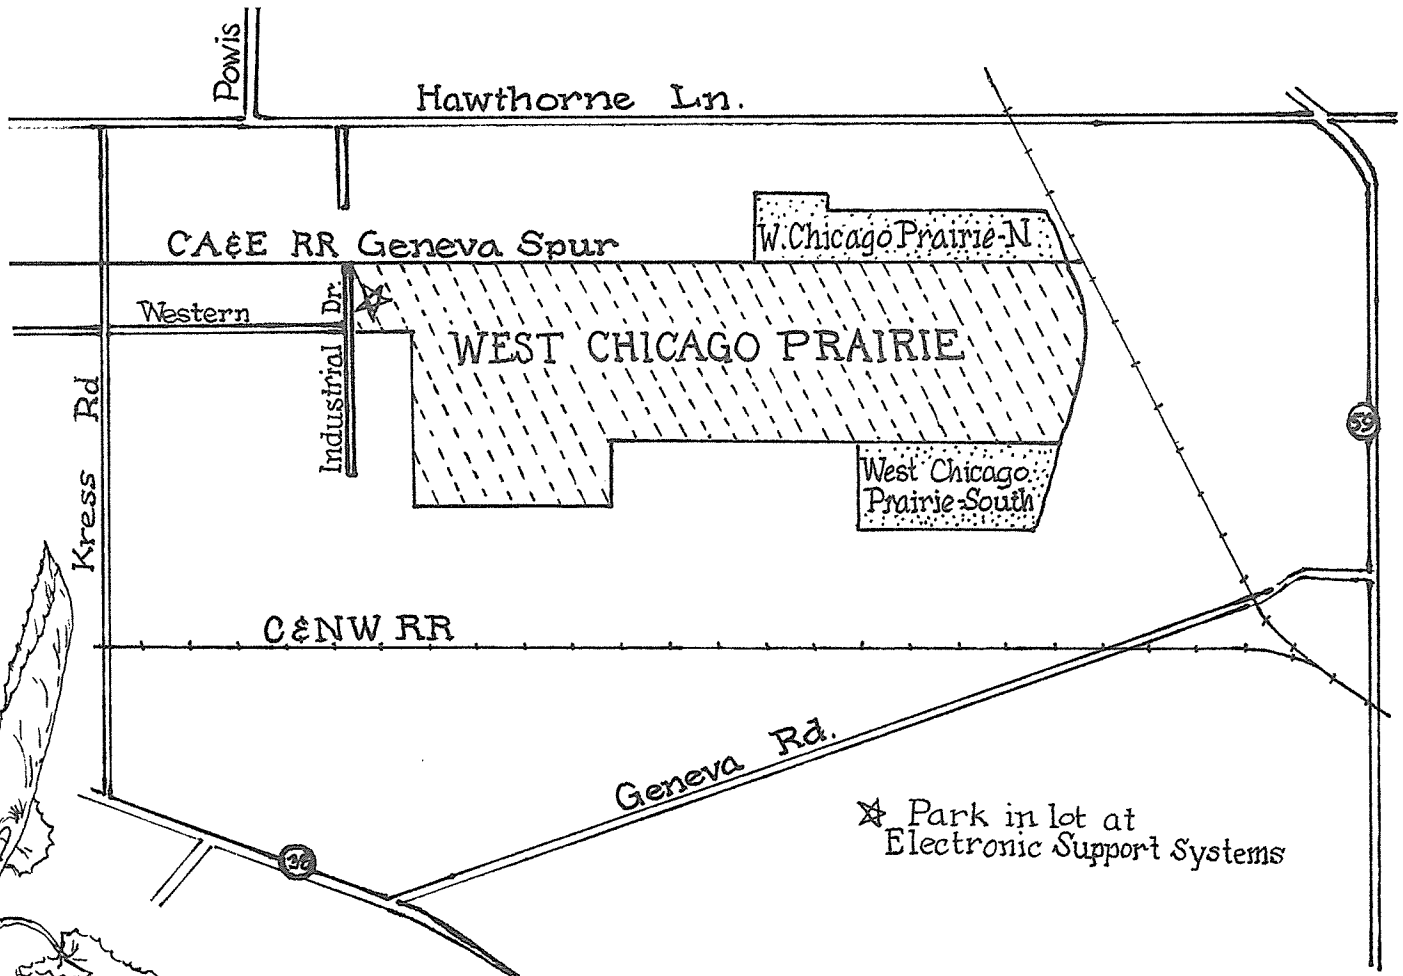 Powis
Hawthorne Ln.
W. Chicago Prairie-N
CA&E RR Geneva Spur
Western
Industrial Dr.
WEST CHICAGO PRAIRIE
Kress Rd
59
West Chicago
Prairie-South
C&NW RR
Geneva Rd.
Park in lot at
Electronic Support Systems